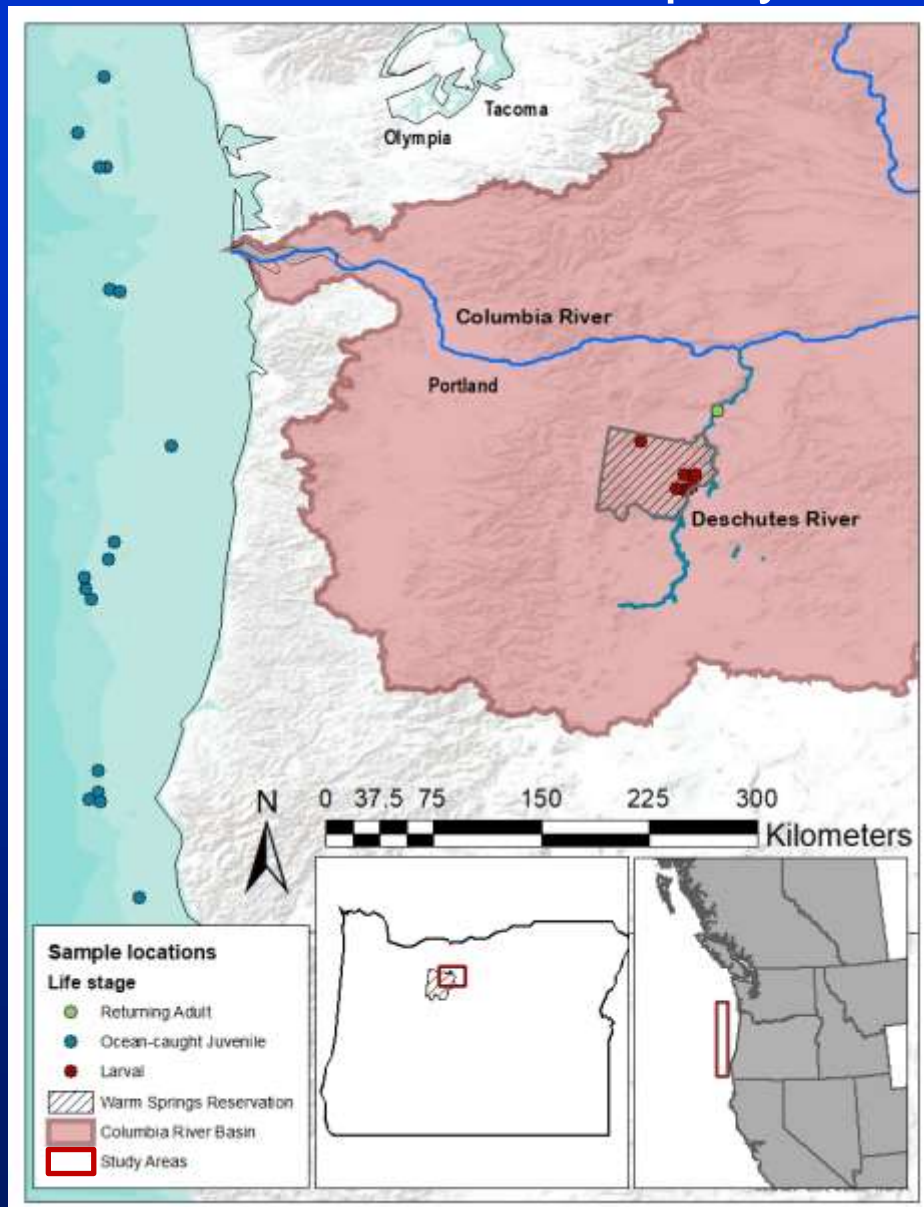 Tacoma
Olympia
Columbia River
Portland
Deschutes River
N
0 37.5 75 150 225 300
Kilometers
Sample locations
Life stage
Returning Adult
Ocean-caught Juvenile
Larval
Warm Springs Reservation
Columbia River Basin
Study Areas